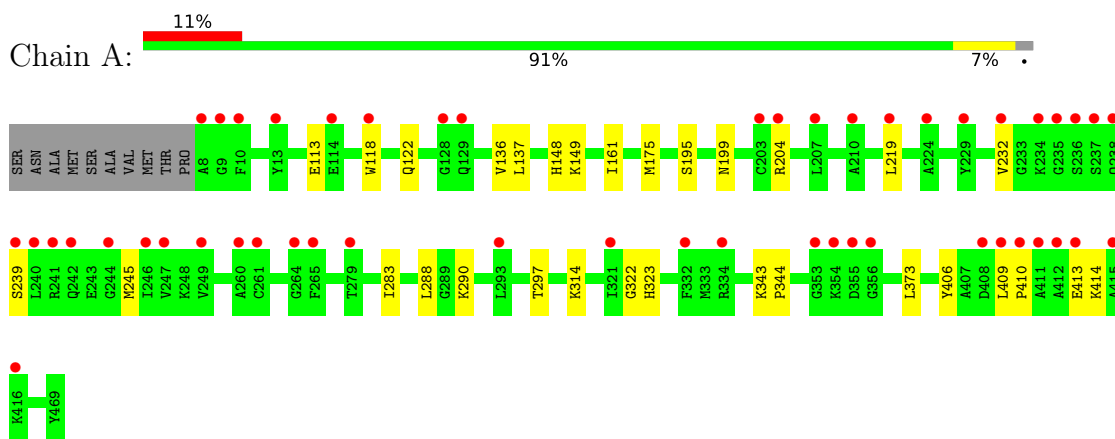 11%
Chain A:
91% 7% •
SER ASN ALA MET SER ALA VAL MET THR PRO A8 G9 F10 Y13 E113 E114 W118 Q122 G128 Q129 V136 L137 H148 K149 I161 M175 S195 N199 C203 R204 L207 A210 L219 A224 Y229 V232 G233 K234 G235 S236 S237 Q238
S239 L240 R241 Q242 E243 G244 M245 I246 V247 K248 V249 A260 C261 G264 F265 T279 I283 L288 G289 K290 L293 T297 K314 I321 G322 H323 F332 M333 R334 K343 P344 G353 K354 D355 G356 L373 Y406 A407 D408 L409 P410 A411 A412 E413 K414 A415
K416 Y469